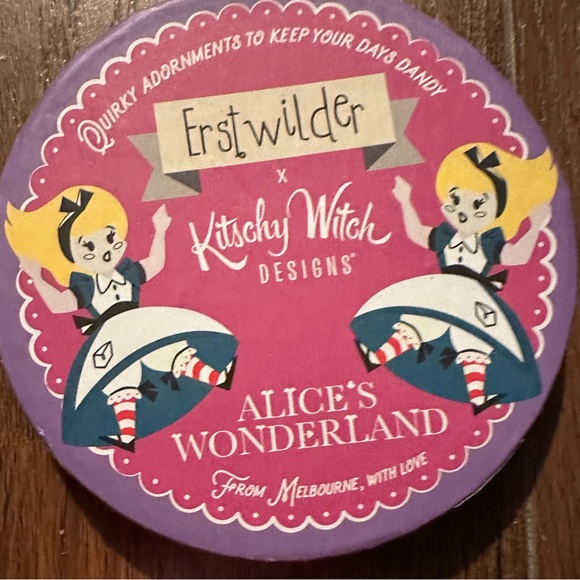 Quirky Adornments to Keep Your Days Dandy
Erstwilder
x
Kitschy Witch
DESIGNS®
ALICE'S
WONDERLAND
From Melbourne, with Love